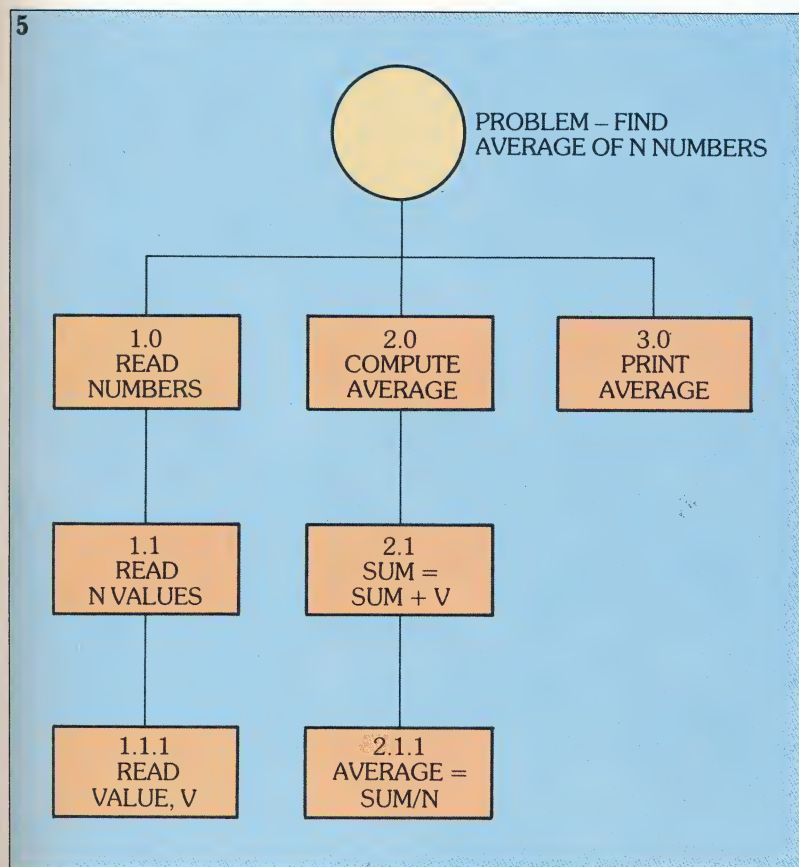 5
PROBLEM – FIND
AVERAGE OF N NUMBERS
1.0
READ
NUMBERS
2.0
COMPUTE
AVERAGE
3.0
PRINT
AVERAGE
1.1
READ
N VALUES
2.1
SUM =
SUM + V
1.1.1
READ
VALUE, V
2.1.1
AVERAGE =
SUM/N